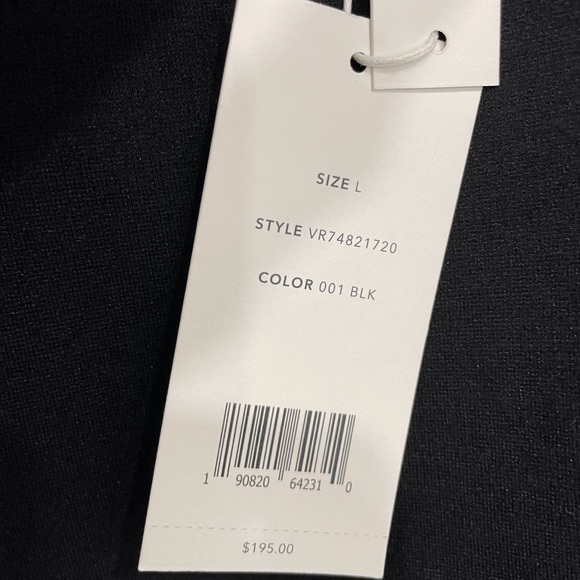 SIZE L
STYLE VR74821720
COLOR 001 BLK
1 90820 64231 0
$195.00